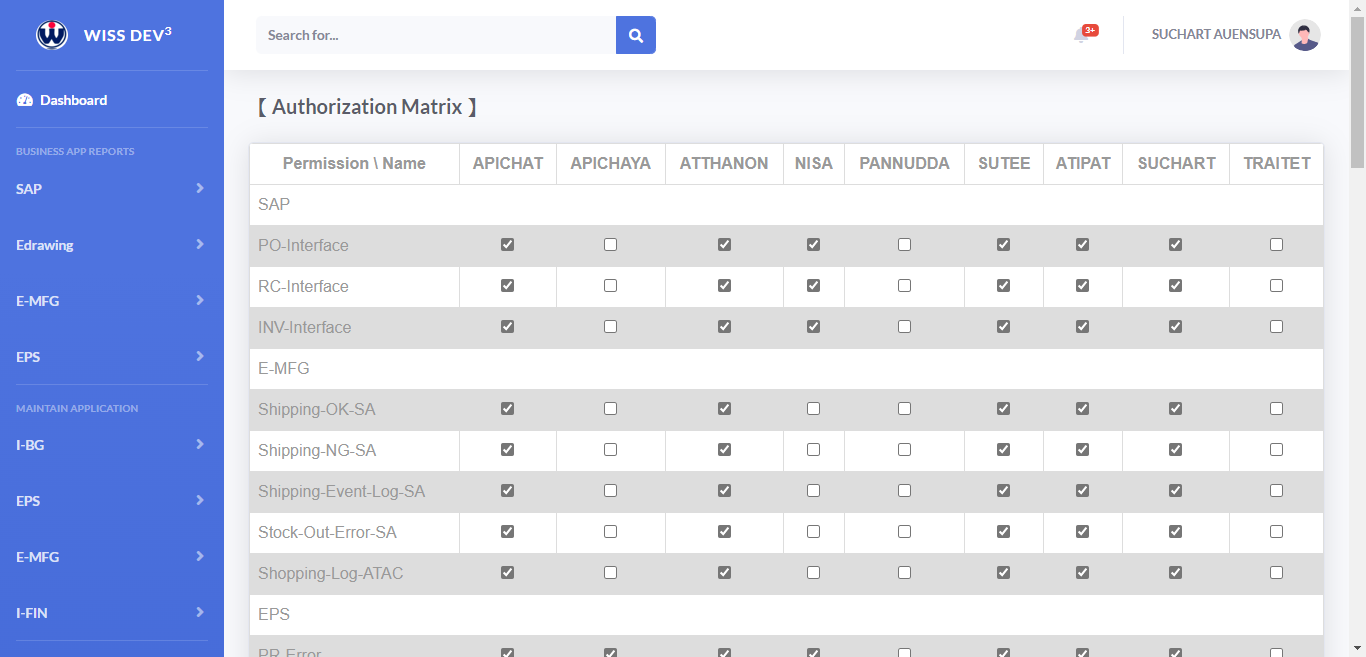 WISS DEV3
Search for...
3+
SUCHART AUENSUPA
Dashboard
BUSINESS APP REPORTS
SAP
Edrawing
E-MFG
EPS
MAINTAIN APPLICATION
I-BG
EPS
E-MFG
I-FIN
【 Authorization Matrix 】
Permission \ Name APICHAT APICHAYA ATTHANON NISA PANNUDDA SUTEE ATIPAT SUCHART TRAITET
SAP
PO-Interface
RC-Interface
INV-Interface
E-MFG
Shipping-OK-SA
Shipping-NG-SA
Shipping-Event-Log-SA
Stock-Out-Error-SA
Shopping-Log-ATAC
EPS
PR-Error